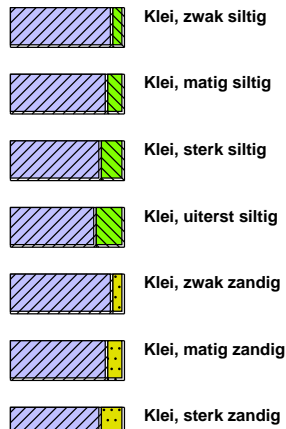 Klei, zwak siltig
Klei, matig siltig
Klei, sterk siltig
Klei, uiterst siltig
Klei, zwak zandig
Klei, matig zandig
Klei, sterk zandig